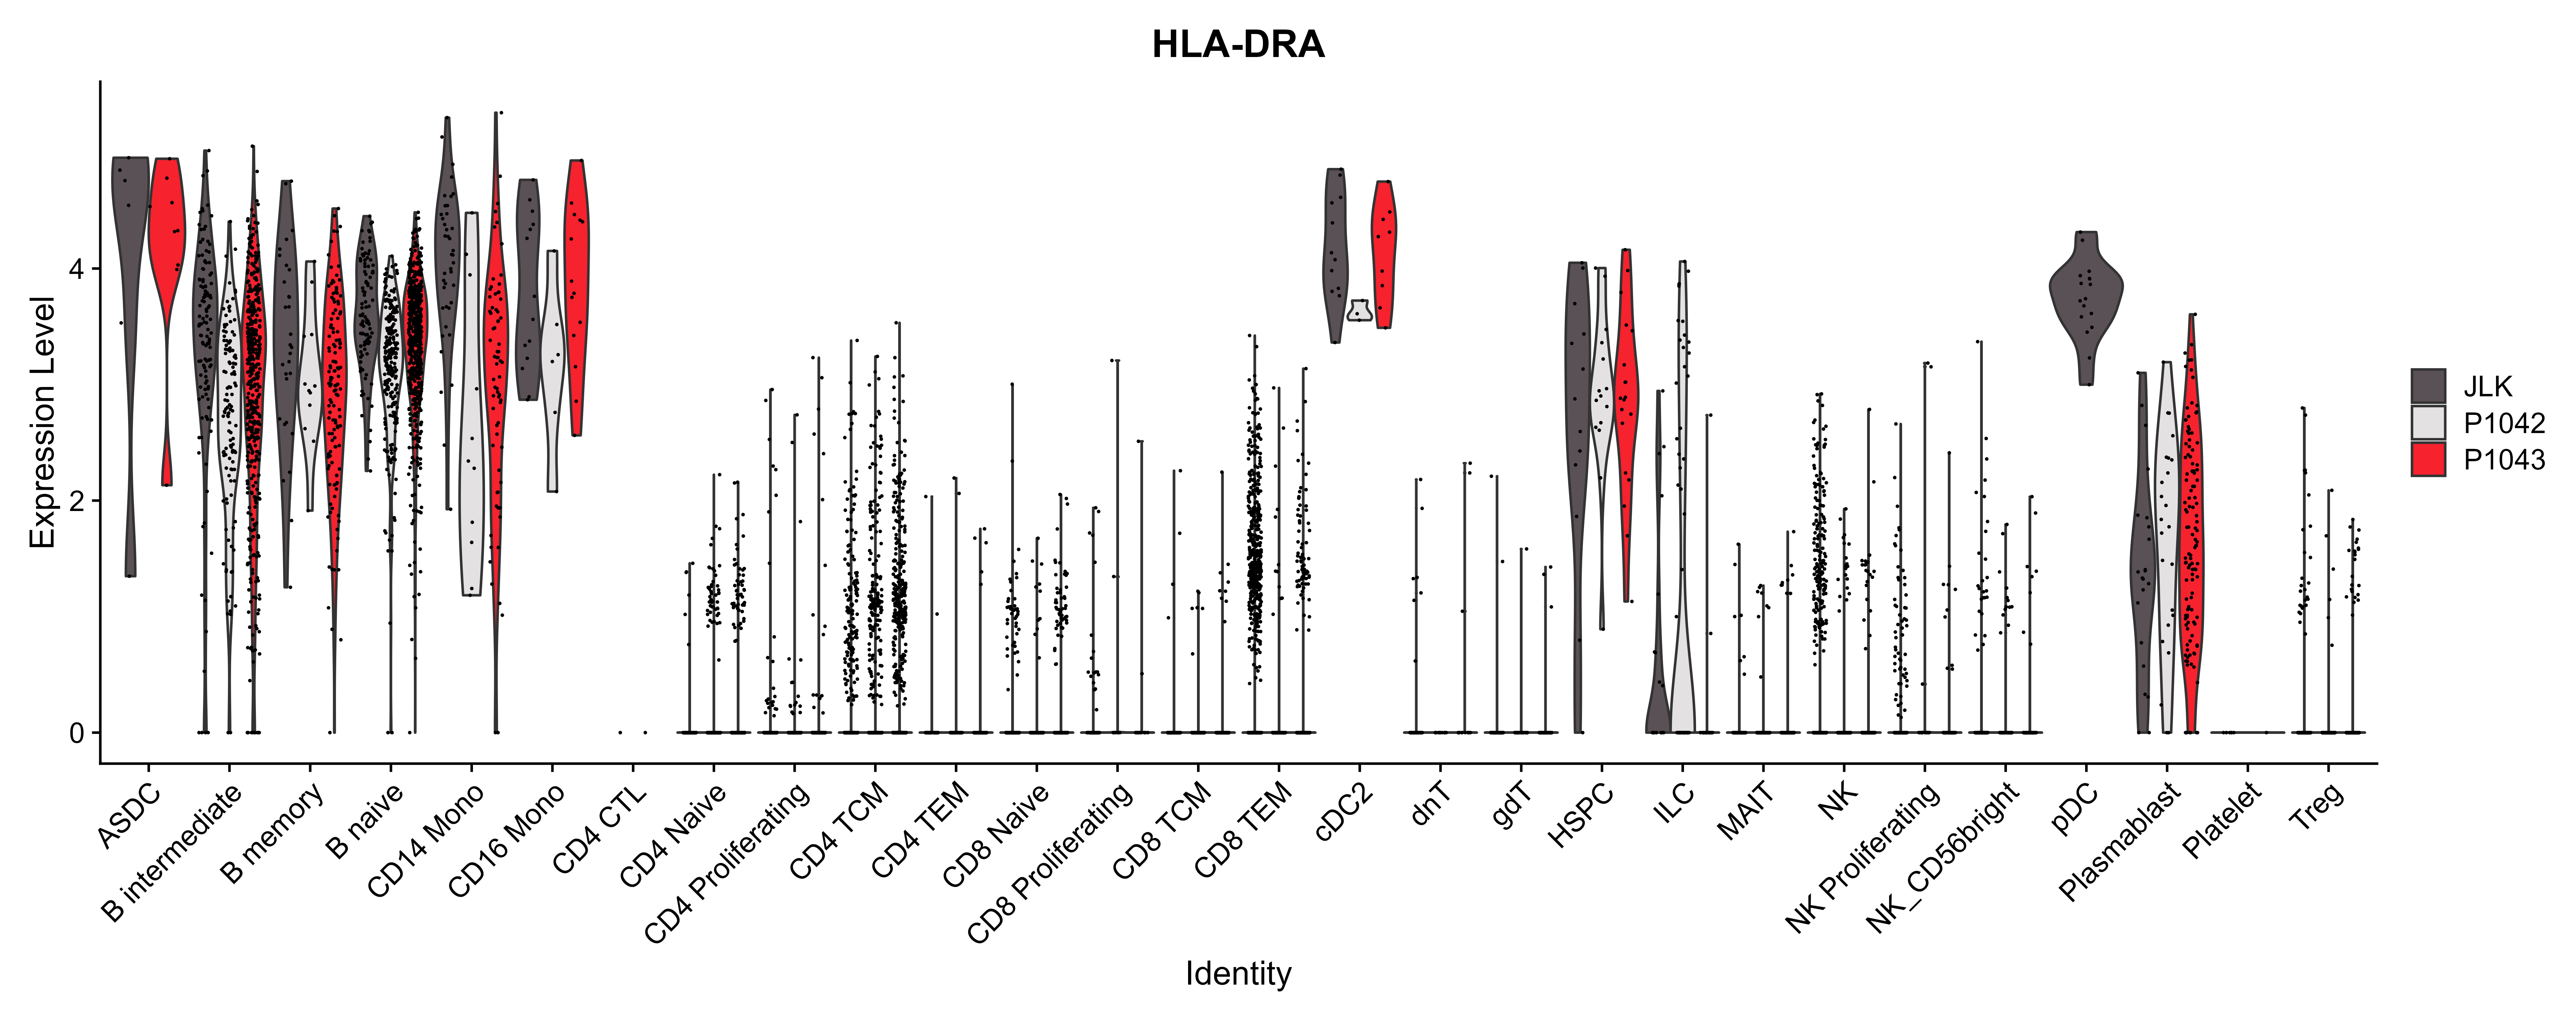 HLA-DRA
Expression Level
4
2
0
ASDC
B intermediate
B memory
B naive
CD14 Mono
CD16 Mono
CD4 CTL
CD4 Naive
CD4 Proliferating
CD4 TCM
CD4 TEM
CD8 Naive
CD8 Proliferating
CD8 TCM
CD8 TEM
cDC2
dnT
gdT
HSPC
ILC
MAIT
NK
NK Proliferating
NK_CD56bright
pDC
Plasmablast
Platelet
Treg
Identity
JLK
P1042
P1043